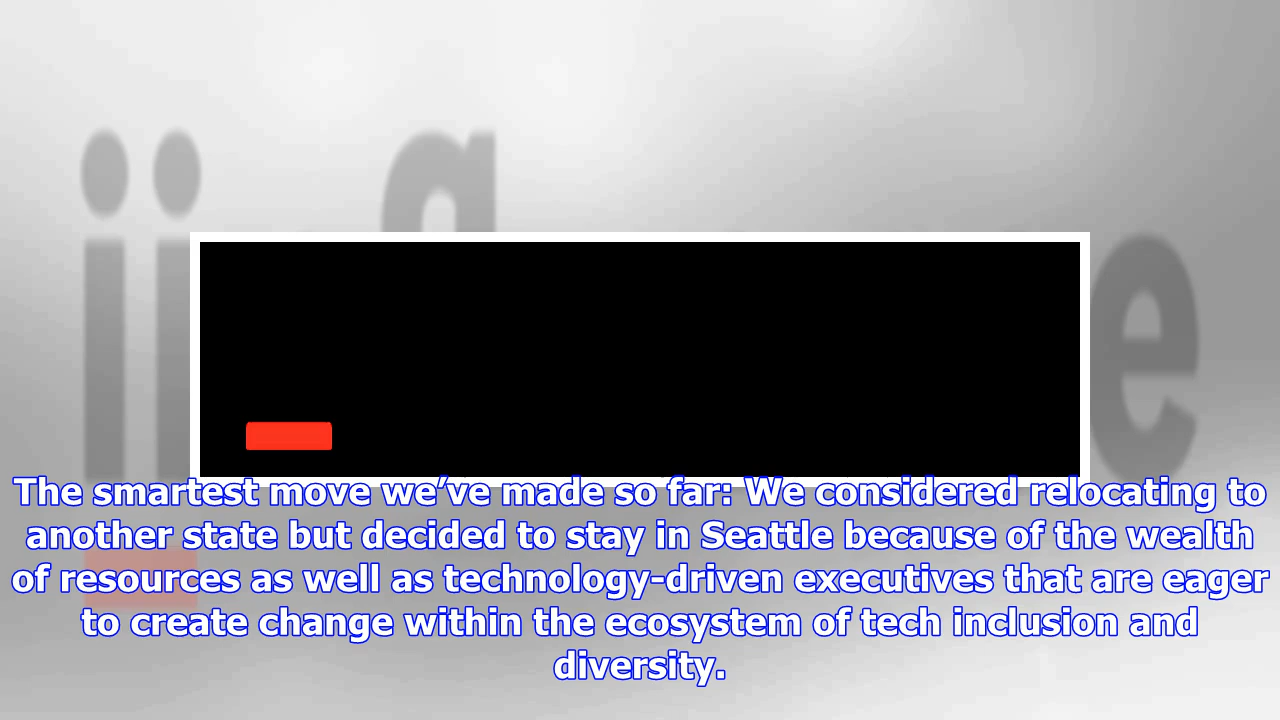 The smartest move we’ve made so far: We considered relocating to
another state but decided to stay in Seattle because of the wealth
of resources as well as technology-driven executives that are eager
to create change within the ecosystem of tech inclusion and
diversity.